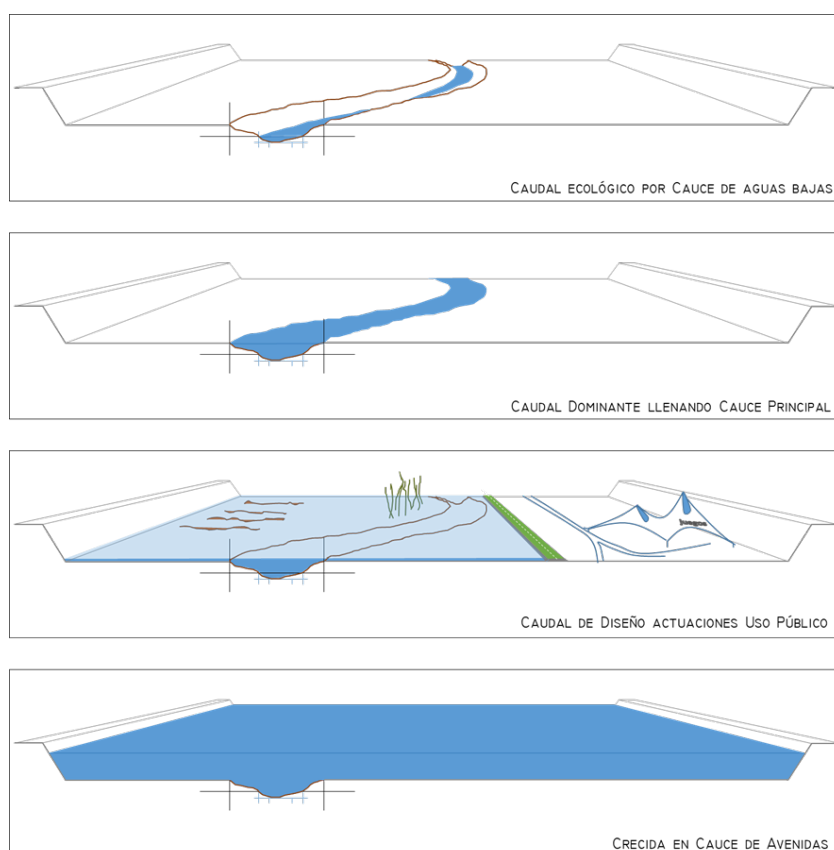 Caudal ecológico por Cauce de aguas bajas
Caudal Dominante llenando Cauce Principal
juegos
Caudal de Diseño actuaciones Uso Público
Crecida en Cauce de Avenidas